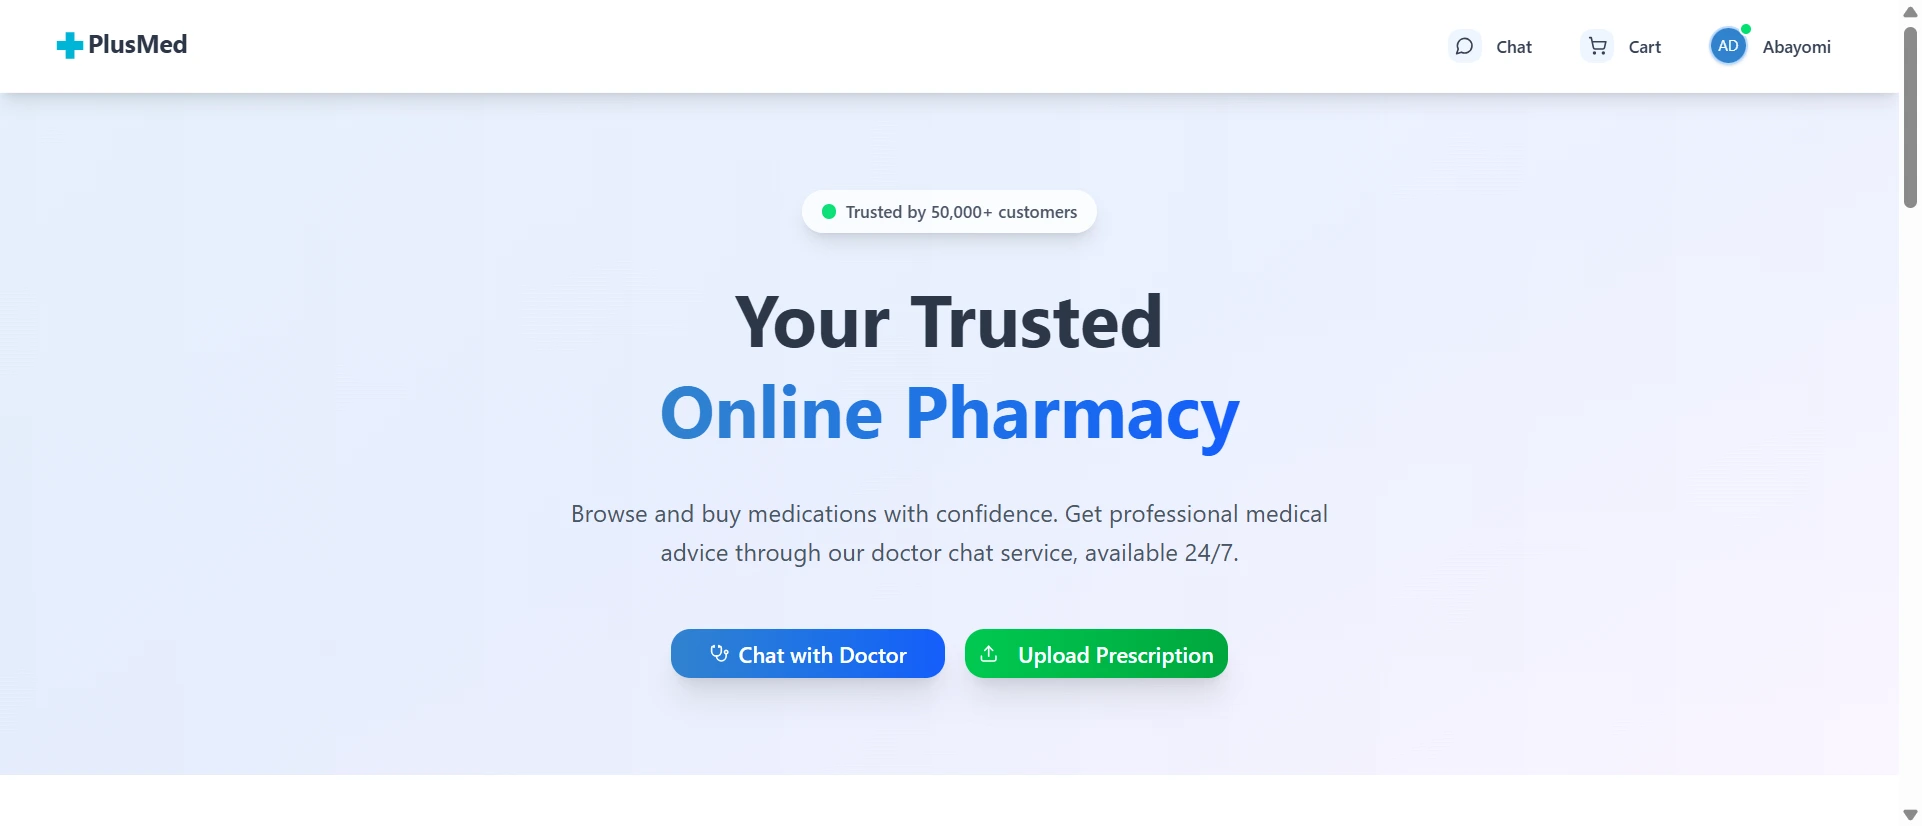 PlusMed
Chat
Cart
AD
Abayomi
Trusted by 50,000+ customers
Your Trusted
Online Pharmacy
Browse and buy medications with confidence. Get professional medical
advice through our doctor chat service, available 24/7.
Chat with Doctor
Upload Prescription